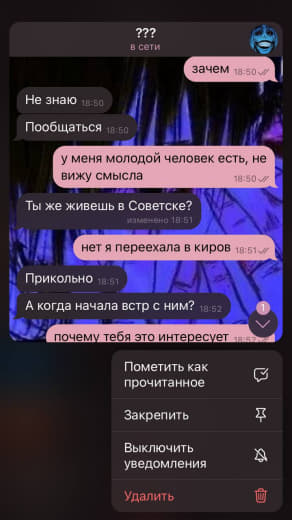 ???
в сети
зачем 18:50
Не знаю 18:50
Пообщаться 18:50
у меня молодой человек есть, не
вижу смысла
18:50
Ты же живешь в Советске?
изменено 18:51
нет я переехала в киров 18:51
Прикольно 18:51
1
А когда начала встр с ним? 18:52
почему тебя это интересует 18:52
Пометить как
прочитанное
Закрепить
Выключить
уведомления
Удалить